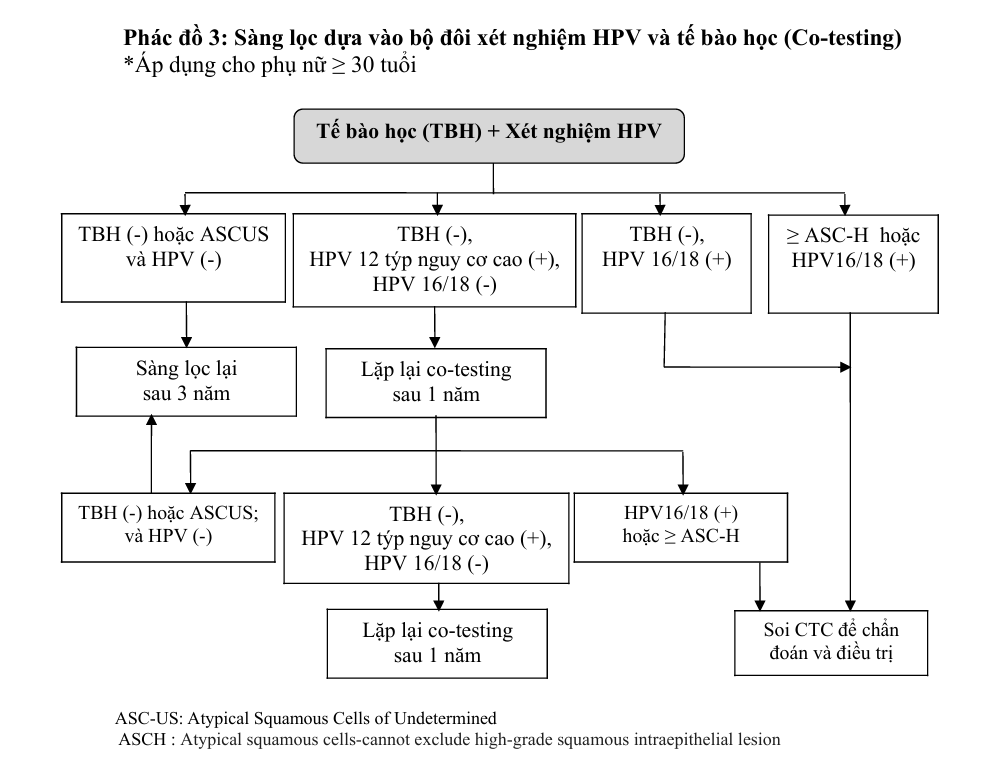 Phác đồ 3: Sàng lọc dựa vào bộ đôi xét nghiệm HPV và tế bào học (Co-testing)
*Áp dụng cho phụ nữ ≥ 30 tuổi
Tế bào học (TBH) + Xét nghiệm HPV
TBH (-) hoặc ASCUS
và HPV (-)
TBH (-),
HPV 12 týp nguy cơ cao (+),
HPV 16/18 (-)
TBH (-),
HPV 16/18 (+)
≥ ASC-H hoặc
HPV16/18 (+)
Sàng lọc lại
sau 3 năm
Lặp lại co-testing
sau 1 năm
TBH (-) hoặc ASCUS;
và HPV (-)
TBH (-),
HPV 12 týp nguy cơ cao (+),
HPV 16/18 (-)
HPV16/18 (+)
hoặc ≥ ASC-H
Lặp lại co-testing
sau 1 năm
Soi CTC để chẩn
đoán và điều trị
ASC-US: Atypical Squamous Cells of Undetermined
ASCH : Atypical squamous cells-cannot exclude high-grade squamous intraepithelial lesion